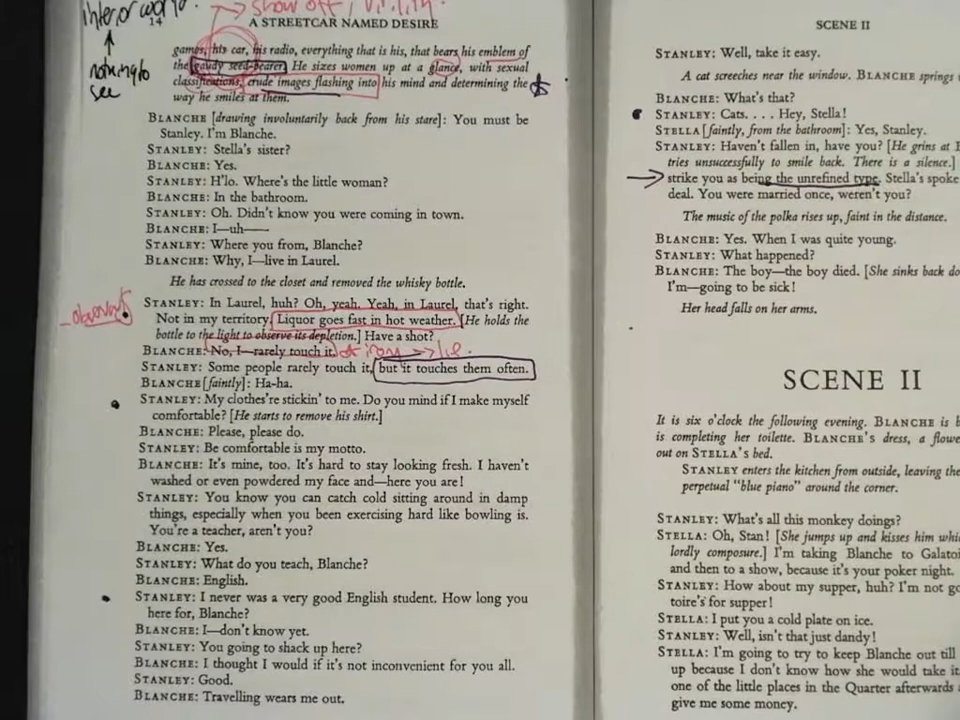 interior world
show off, virility
14
A STREETCAR NAMED DESIRE
nothing to
see
games, his car, his radio, everything that is his, that bears his emblem of
the gaudy seed-bearer. He sizes women up at a glance, with sexual
classifications, crude images flashing into his mind and determining the
way he smiles at them.
BLANCHE [drawing involuntarily back from his stare]: You must be
Stanley. I'm Blanche.
STANLEY: Stella's sister?
BLANCHE: Yes.
STANLEY: H'lo. Where's the little woman?
BLANCHE: In the bathroom.
STANLEY: Oh. Didn't know you were coming in town.
BLANCHE: I—uh——
STANLEY: Where you from, Blanche?
BLANCHE: Why, I—live in Laurel.
He has crossed to the closet and removed the whisky bottle.
STANLEY: In Laurel, huh? Oh, yeah. Yeah, in Laurel, that's right.
Not in my territory. Liquor goes fast in hot weather. [He holds the
bottle to the light to observe its depletion.] Have a shot?
BLANCHE: No, I—rarely touch it.
STANLEY: Some people rarely touch it, but it touches them often.
BLANCHE [faintly]: Ha-ha.
STANLEY: My clothes're stickin' to me. Do you mind if I make myself
comfortable? [He starts to remove his shirt.]
BLANCHE: Please, please do.
STANLEY: Be comfortable is my motto.
BLANCHE: It's mine, too. It's hard to stay looking fresh. I haven't
washed or even powdered my face and—here you are!
STANLEY: You know you can catch cold sitting around in damp
things, especially when you been exercising hard like bowling is.
You're a teacher, aren't you?
BLANCHE: Yes.
STANLEY: What do you teach, Blanche?
BLANCHE: English.
STANLEY: I never was a very good English student. How long you
here for, Blanche?
BLANCHE: I—don't know yet.
STANLEY: You going to shack up here?
BLANCHE: I thought I would if it's not inconvenient for you all.
STANLEY: Good.
BLANCHE: Travelling wears me out.
SCENE II
STANLEY: Well, take it easy.
A cat screeches near the window. BLANCHE springs
BLANCHE: What's that?
STANLEY: Cats. . . . Hey, Stella!
STELLA [faintly, from the bathroom]: Yes, Stanley.
STANLEY: Haven't fallen in, have you? [He grins at
tries unsuccessfully to smile back. There is a silence.]
strike you as being the unrefined type. Stella's spoke
deal. You were married once, weren't you?
The music of the polka rises up, faint in the distance.
BLANCHE: Yes. When I was quite young.
STANLEY: What happened?
BLANCHE: The boy—the boy died. [She sinks back do
I'm—going to be sick!
Her head falls on her arms.
SCENE II
It is six o'clock the following evening. BLANCHE is
is completing her toilette. BLANCHE'S dress, a flowe
out on STELLA'S bed.
STANLEY enters the kitchen from outside, leaving the
perpetual "blue piano" around the corner.
STANLEY: What's all this monkey doings?
STELLA: Oh, Stan! [She jumps up and kisses him whi
lordly composure.] I'm taking Blanche to Galatoi
and then to a show, because it's your poker night.
STANLEY: How about my supper, huh? I'm not go
toire's for supper!
STELLA: I put you a cold plate on ice.
STANLEY: Well, isn't that just dandy!
STELLA: I'm going to try to keep Blanche out till
up because I don't know how she would take it
one of the little places in the Quarter afterwards
give me some money.